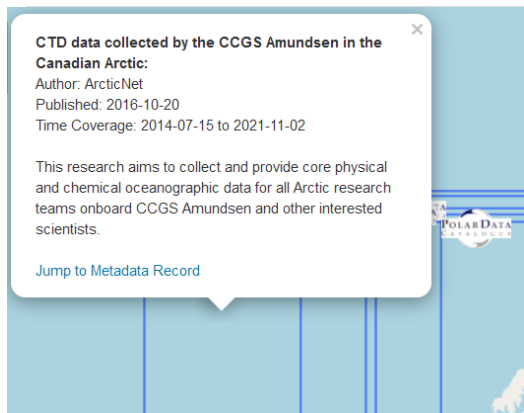 CTD data collected by the CCGS Amundsen in the
Canadian Arctic:
Author: ArcticNet
Published: 2016-10-20
Time Coverage: 2014-07-15 to 2021-11-02
This research aims to collect and provide core physical
and chemical oceanographic data for all Arctic research
teams onboard CCGS Amundsen and other interested
scientists.
Jump to Metadata Record
POLARDATA
CATALOGUE